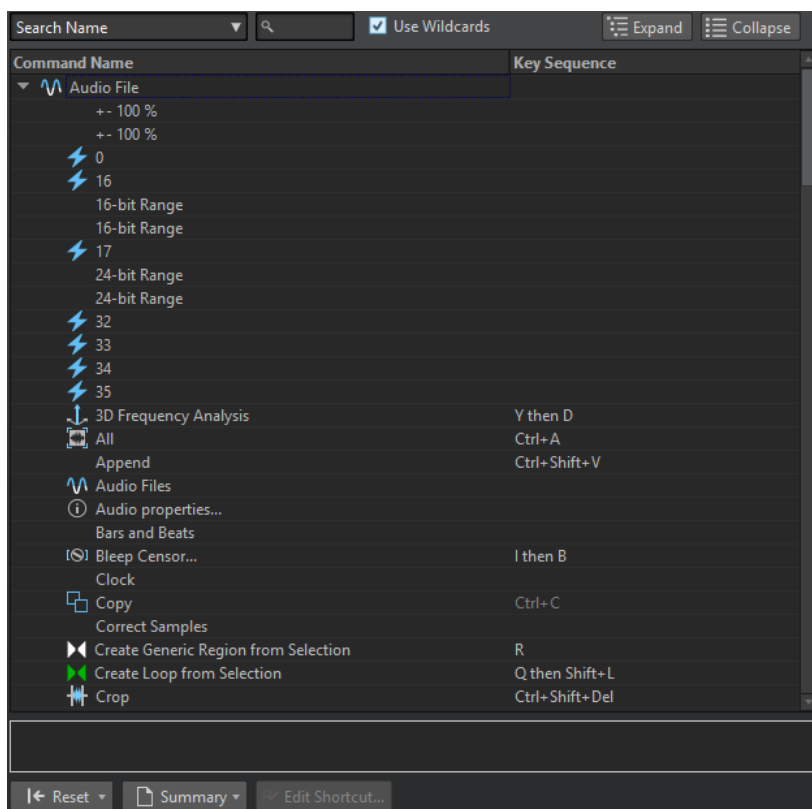 Search Name Use Wildcards Expand Collapse
Command Name Key Sequence
Audio File
+- 100 %
+- 100 %
0
16
16-bit Range
16-bit Range
17
24-bit Range
24-bit Range
32
33
34
35
3D Frequency Analysis Y then D
All Ctrl+A
Append Ctrl+Shift+V
Audio Files
Audio properties...
Bars and Beats
Bleep Censor... I then B
Clock
Copy Ctrl+C
Correct Samples
Create Generic Region from Selection R
Create Loop from Selection Q then Shift+L
Crop Ctrl+Shift+Del
Reset Summary Edit Shortcut...